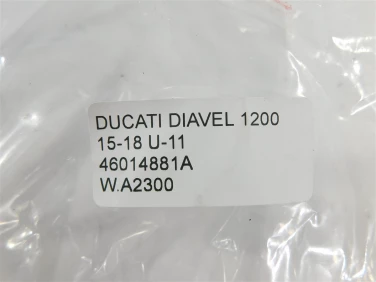 DUCATI DIAVEL 1200
15-18 U-11
46014881A
W.A2300